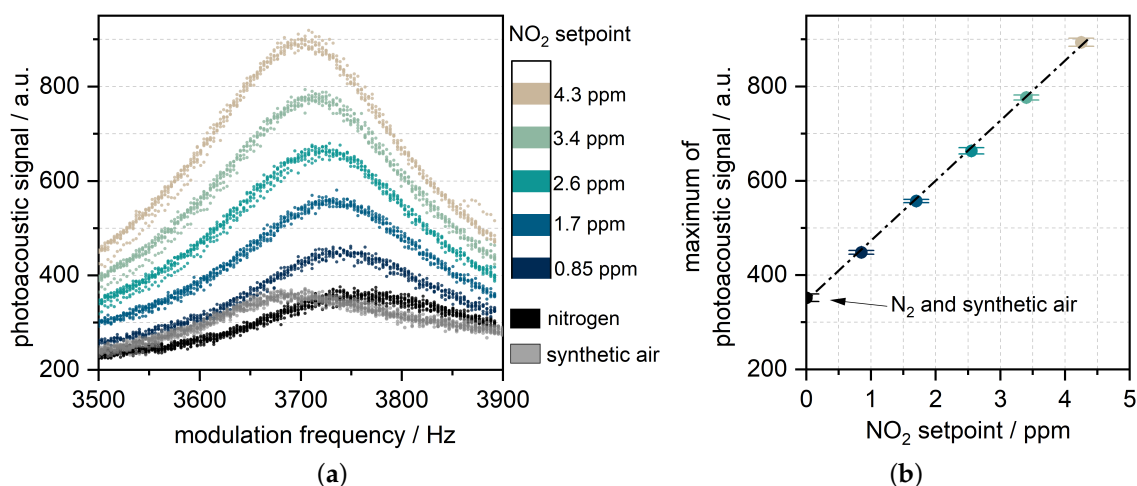 NO₂ setpoint
photoacoustic signal / a.u.
800
600
400
200
3500
3600
3700
3800
3900
modulation frequency / Hz
4.3 ppm
3.4 ppm
2.6 ppm
1.7 ppm
0.85 ppm
nitrogen
synthetic air
(a)
maximum of
photoacoustic signal / a.u.
800
600
400
200
N₂ and synthetic air
0
1
2
3
4
5
NO₂ setpoint / ppm
(b)